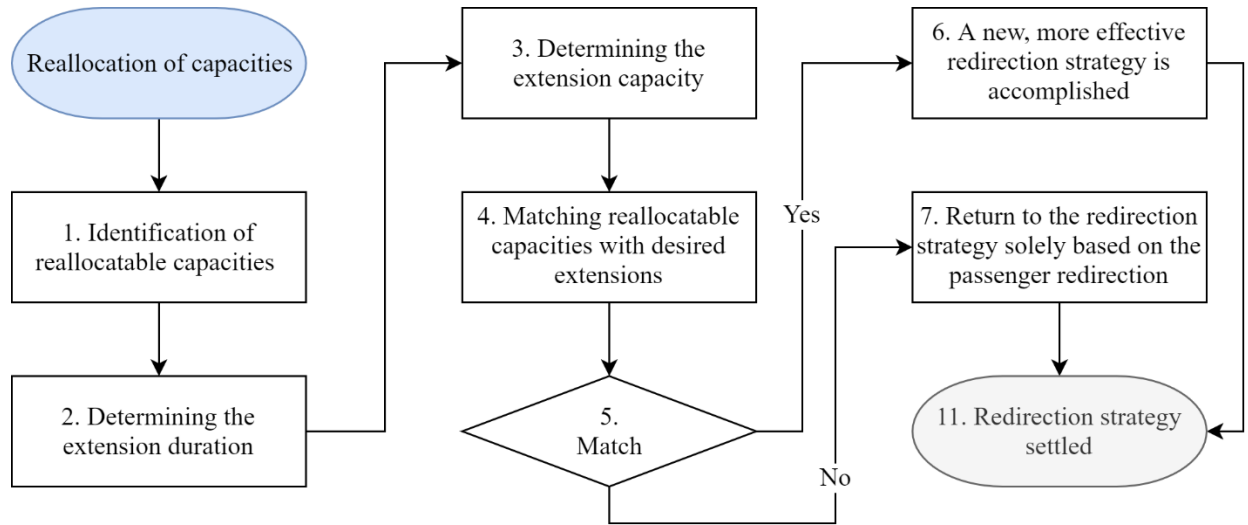 Reallocation of capacities
1. Identification of
reallocatable capacities
2. Determining the
extension duration
3. Determining the
extension capacity
4. Matching reallocatable
capacities with desired
extensions
5.
Match
Yes
No
6. A new, more effective
redirection strategy is
accomplished
7. Return to the redirection
strategy solely based on the
passenger redirection
11. Redirection strategy
settled